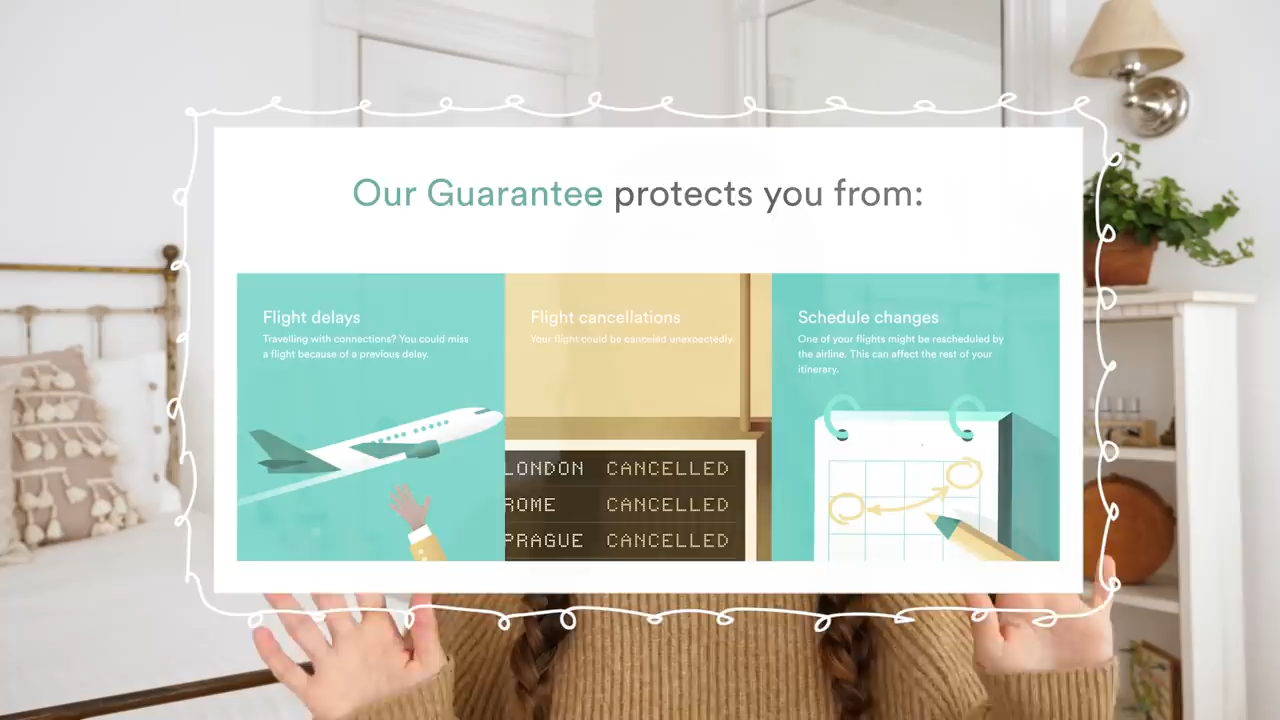 Our Guarantee protects you from:
Flight delays
Travelling with connections? You could miss
a flight because of a previous delay.
Flight cancellations
Your flight could be canceled unexpectedly.
Schedule changes
One of your flights might be rescheduled by
the airline. This can affect the rest of your
itinerary.
LONDON CANCELLED
ROME CANCELLED
PRAGUE CANCELLED